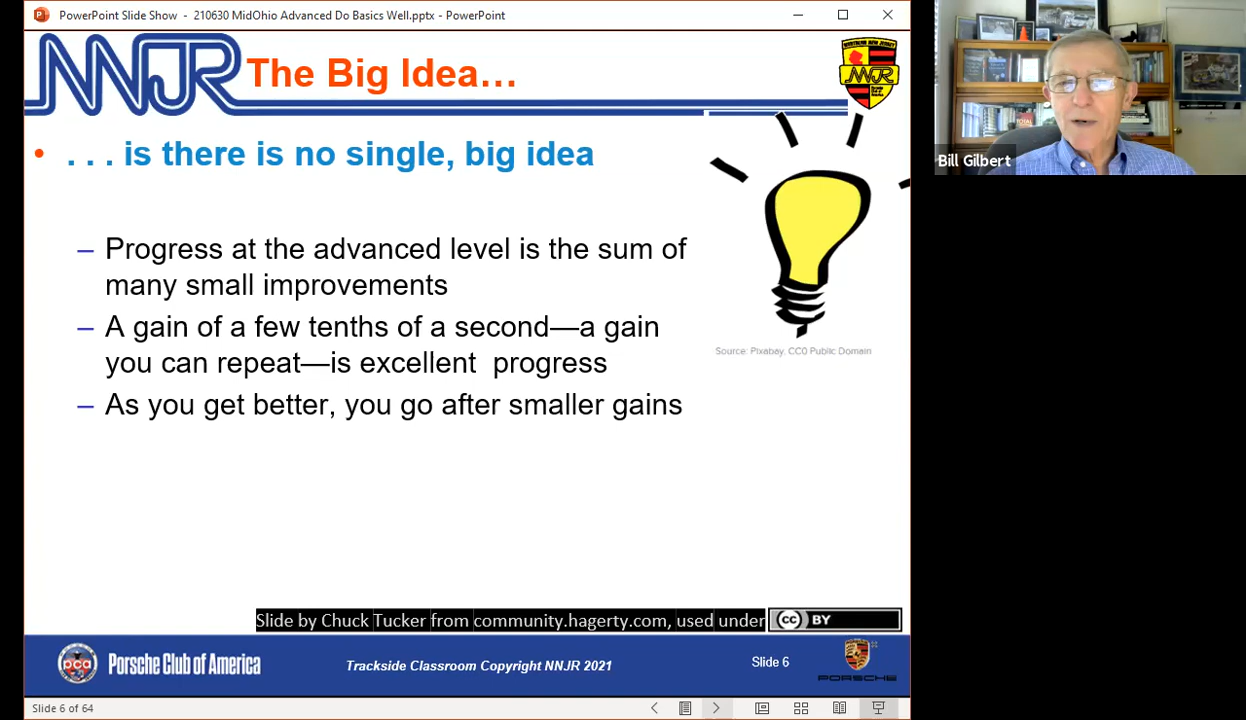 PowerPoint Slide Show - 210630 MidOhio Advanced Do Basics Well.pptx - PowerPoint
NNJR
The Big Idea…
NNJR
• . . . is there is no single, big idea
– Progress at the advanced level is the sum of
many small improvements
– A gain of a few tenths of a second—a gain
you can repeat—is excellent  progress
– As you get better, you go after smaller gains
Source: Pixabay, CC0 Public Domain
Bill Gilbert
Slide by Chuck Tucker from community.hagerty.com, used under
cc BY
pca
Porsche Club of America
Trackside Classroom Copyright NNJR 2021
Slide 6
PORSCHE
Slide 6 of 64